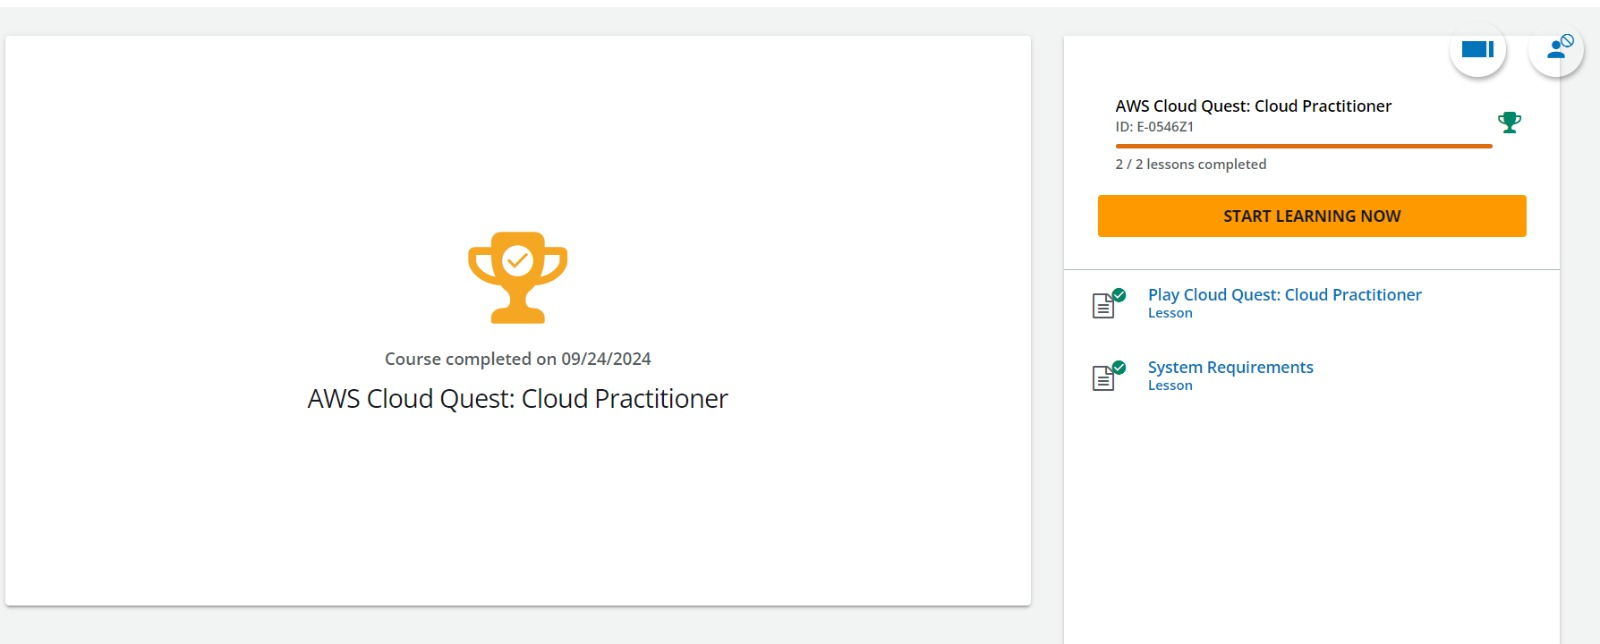 Course completed on 09/24/2024
AWS Cloud Quest: Cloud Practitioner
AWS Cloud Quest: Cloud Practitioner
ID: E-0546Z1
2 / 2 lessons completed
START LEARNING NOW
Play Cloud Quest: Cloud Practitioner
Lesson
System Requirements
Lesson